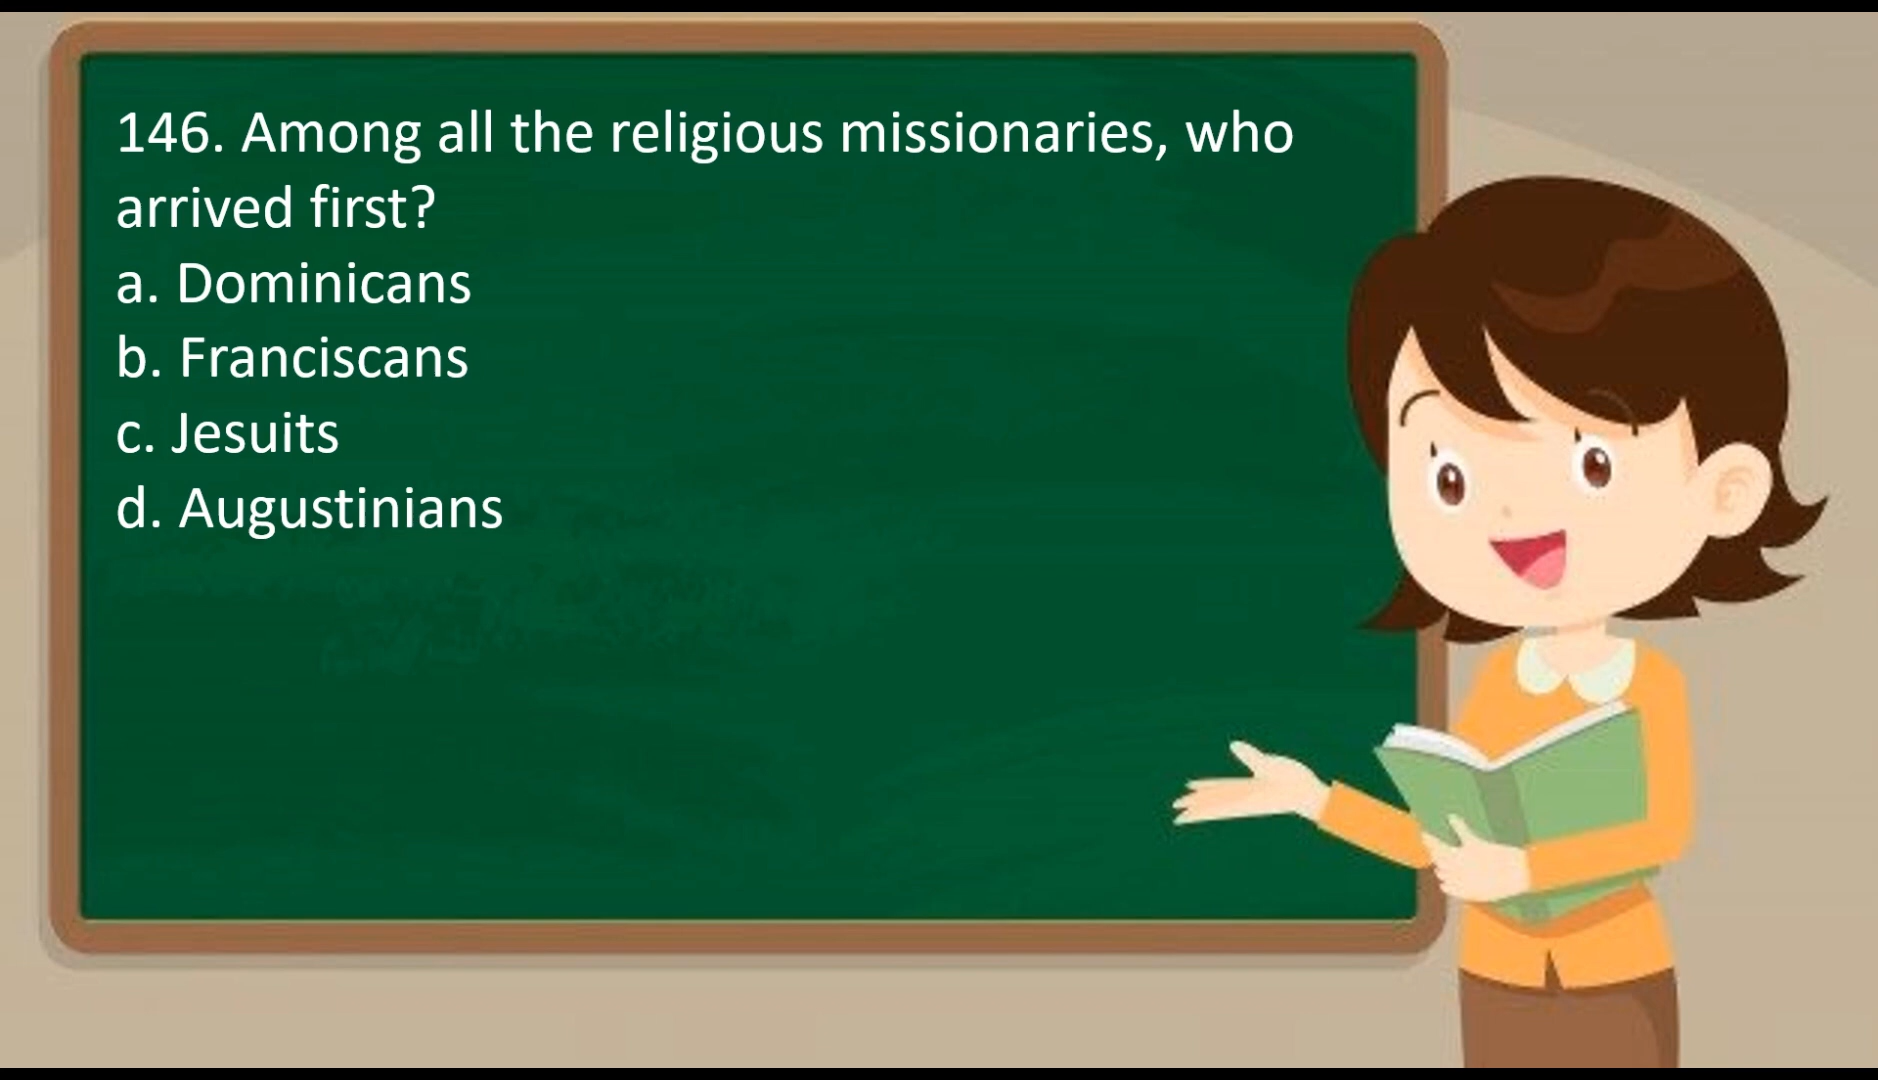 146. Among all the religious missionaries, who
arrived first?
a. Dominicans
b. Franciscans
c. Jesuits
d. Augustinians